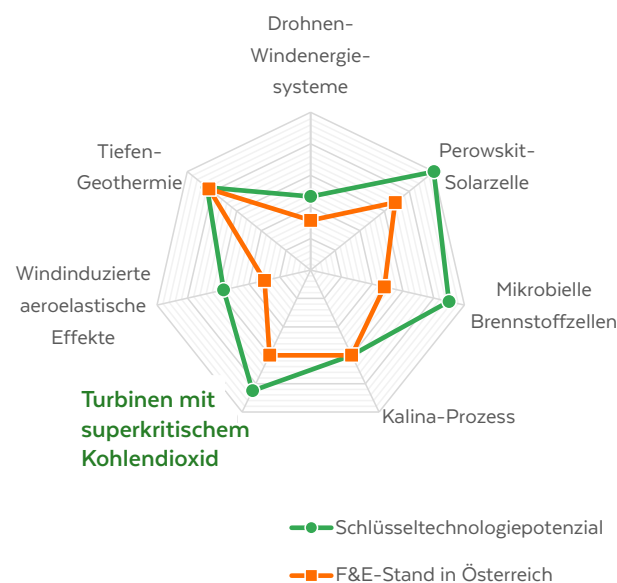 Drohnen-
Windenergie-
systeme
Perowskit-
Solarzelle
Tiefen-
Geothermie
Mikrobielle
Brennstoffzellen
Windinduzierte
aeroelastische
Effekte
Kalina-Prozess
Turbinen mit
superkritischem
Kohlendioxid
Schlüsseltechnologiepotenzial
F&E-Stand in Österreich